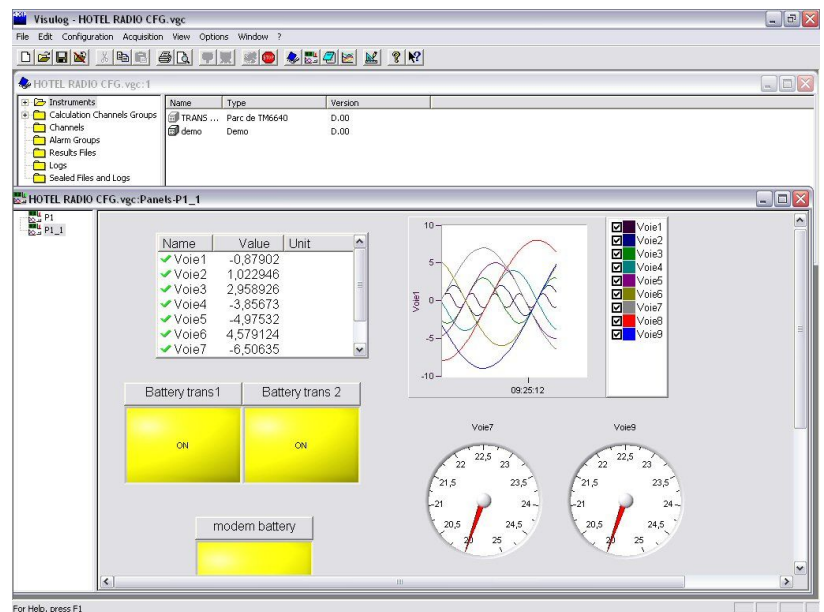 Visulog - HOTEL RADIO CFG.vgc
File Edit Configuration Acquisition View Options Window ?
HOTEL RADIO CFG.vgc:1
Instruments
Calculation Channels Groups
Channels
Alarm Groups
Results Files
Logs
Sealed Files and Logs
Name Type Version
TRANS ... Parc de TM6640 D.00
demo Demo D.00
HOTEL RADIO CFG.vgc:Panels-P1_1
P1
P1_1
Name Value Unit
Voie1 -0,87902
Voie2 1,022946
Voie3 2,958926
Voie4 -3,85673
Voie5 -4,97532
Voie6 4,579124
Voie7 -6,50635
Voie1
10
5
0
-5
-10
09:25:12
Voie1
Voie2
Voie3
Voie4
Voie5
Voie6
Voie7
Voie8
Voie9
Battery trans1
ON
Battery trans 2
ON
modem battery
Voie7
20 20,5 21 21,5 22 22,5 23 23,5 24 24,5 25
Voie9
20 20,5 21 21,5 22 22,5 23 23,5 24 24,5 25
For Help, press F1